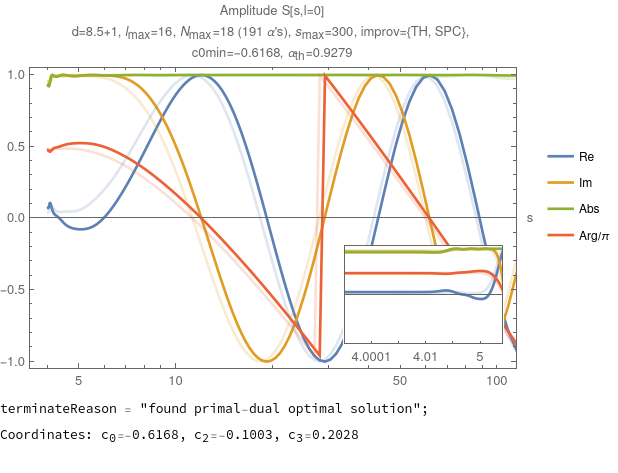 Amplitude S[s,l=0]
d=8.5+1, lmax=16, Nmax=18 (191 α's), smax=300, improv={TH, SPC},
c0min=-0.6168, αth=0.9279
1.0
0.5
0.0
-0.5
-1.0
s
Re
Im
Abs
Arg/π
4.0001 4.01 5
5 10 50 100
terminateReason = "found primal-dual optimal solution";
Coordinates: c0=-0.6168, c2=-0.1003, c3=0.2028